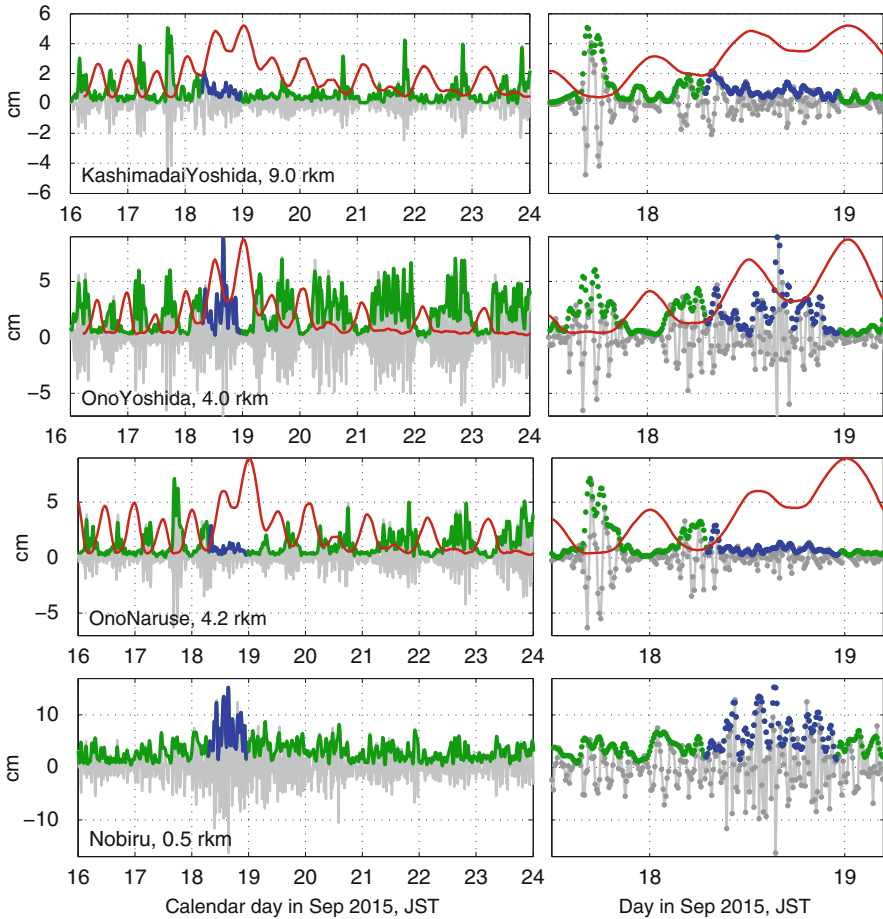 6
4
2
0
−2
−4
−6
cm
KashimadaiYoshida, 9.0 rkm
16 17 18 19 20 21 22 23 24
18 19
5
0
−5
cm
OnoYoshida, 4.0 rkm
16 17 18 19 20 21 22 23 24
18 19
5
0
−5
cm
OnoNaruse, 4.2 rkm
16 17 18 19 20 21 22 23 24
18 19
10
0
−10
cm
Nobiru, 0.5 rkm
16 17 18 19 20 21 22 23 24
18 19
Calendar day in Sep 2015, JST
Day in Sep 2015, JST